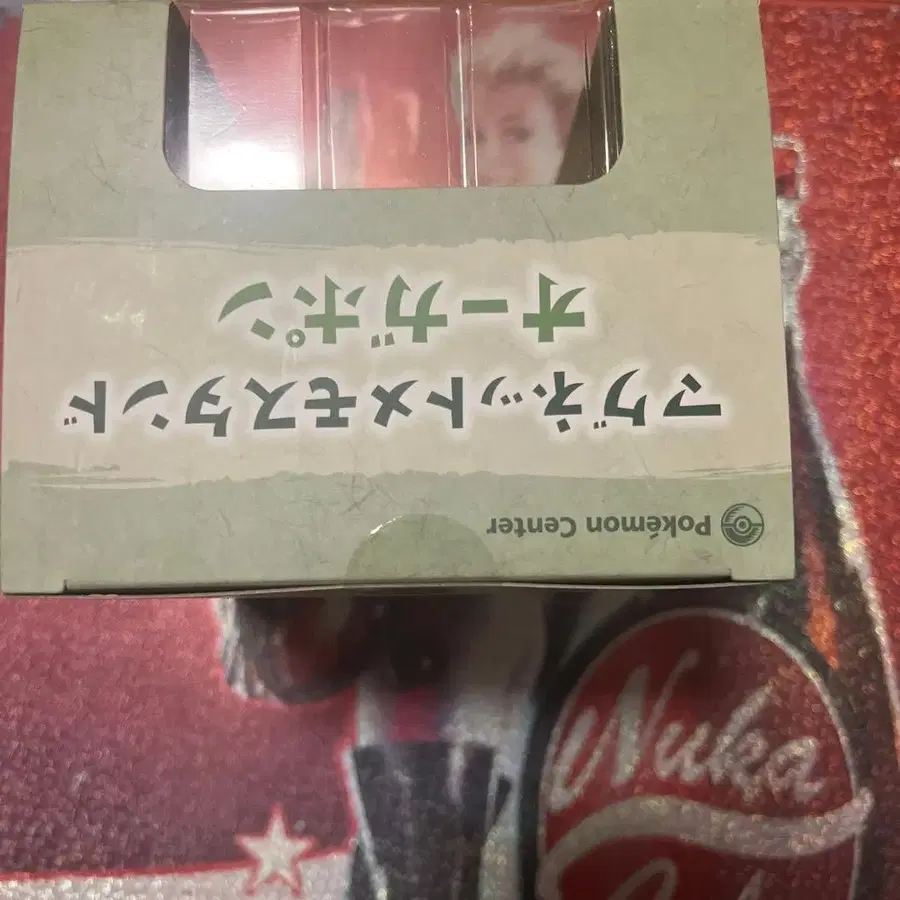 Pokémon Center
マグネットメモスタンド
オーガポン
Nuka